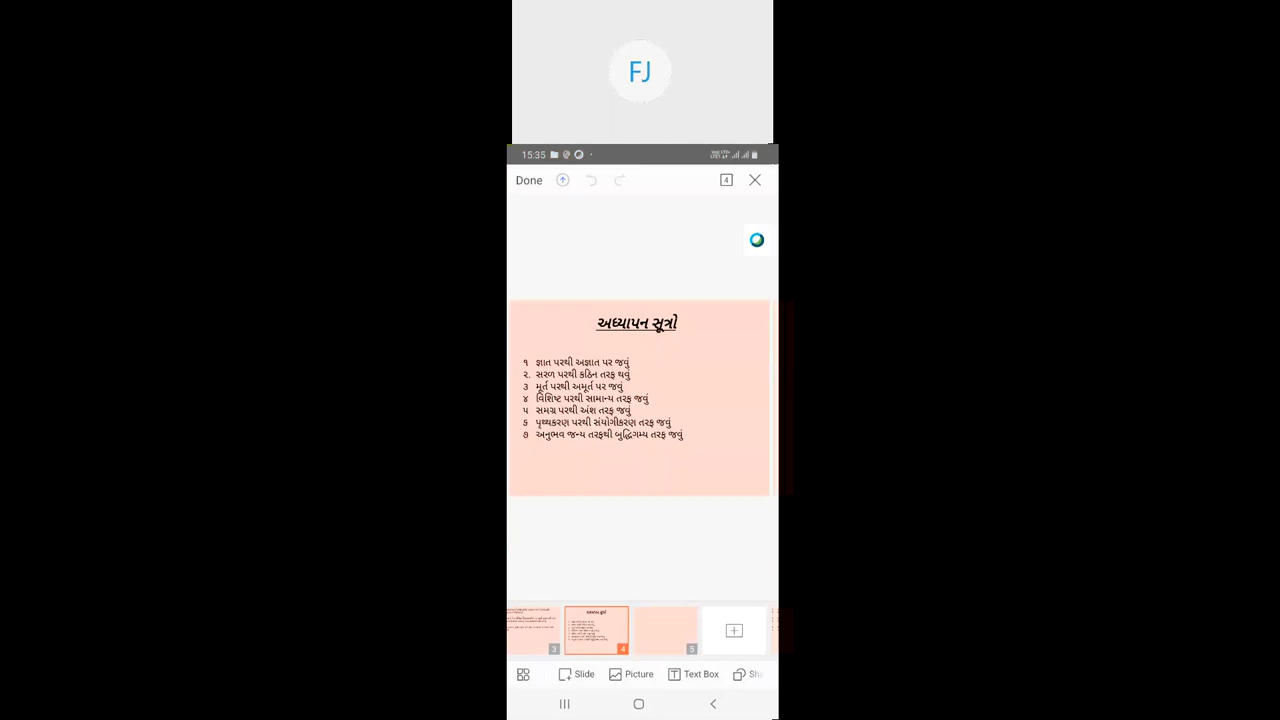 FJ
15:35
Done
4
અધ્યાપન સૂત્રો
૧ જ્ઞાત પરથી અજ્ઞાત પર જવું
૨. સરળ પરથી કઠિન તરફ થવું
૩ મૂર્ત પરથી અમૂર્ત પર જવું
૪ વિશિષ્ટ પરથી સામાન્ય તરફ જવું
૫ સમગ્ર પરથી અંશ તરફ જવું
૬ પૃથ્થકરણ પરથી સંયોગીકરણ તરફ જવું
૭ અનુભવ જન્ય તરફથી બુદ્ધિગમ્ય તરફ જવું
3
4
5
Slide
Picture
Text Box